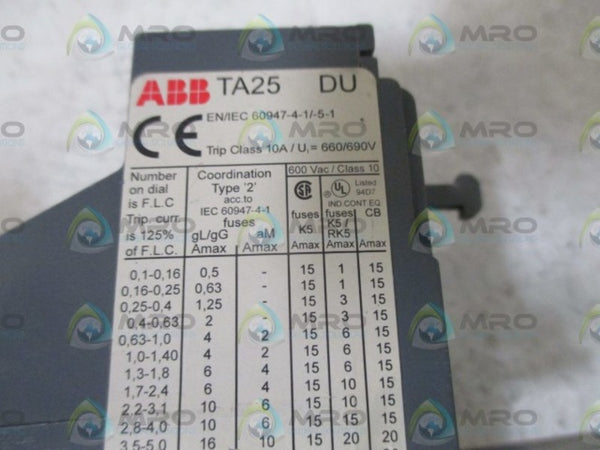 ABB TA25 DU
EN/IEC 60947-4-1/-5-1
CE
Trip Class 10A / Ui = 660/690V
Number
on dial
is F.L.C
Trip. curr.
is 125%
of F.L.C.
Coordination
Type '2'
acc.to
IEC 60947-4-1
fuses
gL/gG aM
Amax Amax
600 Vac / Class 10
SA UL Listed
94D7
IND CONT EQ
fuses fuses CB
K5 K5 /
RK5
Amax Amax Amax
0,1-0,16 0,5 - 15 1 15
0,16-0,25 0,63 - 15 1 15
0,25-0,4 1,25 - 15 3 15
0,4-0,63 2 - 15 3 15
0,63-1,0 4 2 15 6 15
1,0-1,40 4 2 15 6 15
1,3-1,8 6 4 15 6 15
1,7-2,4 6 4 15 10 15
2,2-3,1 10 6 15 10 15
2,8-4,0 10 6 15 15 15
3,5-5,0 16 10 15 20 20
MRO